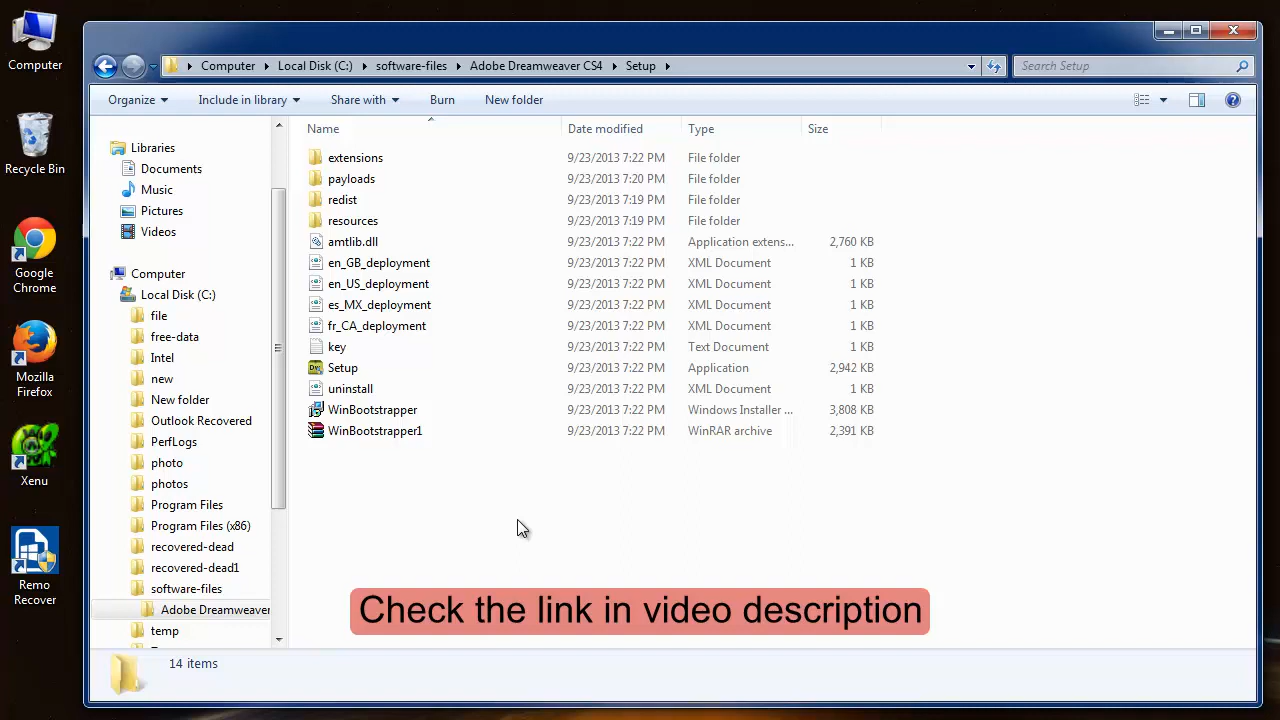 Computer
Recycle Bin
Google
Chrome
Mozilla
Firefox
Xenu
Remo
Recover
Computer Local Disk (C:) software-files Adobe Dreamweaver CS4 Setup
Search Setup
Organize Include in library Share with Burn New folder
Libraries
Documents
Music
Pictures
Videos
Computer
Local Disk (C:)
file
free-data
Intel
new
New folder
Outlook Recovered
PerfLogs
photo
photos
Program Files
Program Files (x86)
recovered-dead
recovered-dead1
software-files
Adobe Dreamweaver
temp
Name Date modified Type Size
extensions 9/23/2013 7:22 PM File folder
payloads 9/23/2013 7:20 PM File folder
redist 9/23/2013 7:19 PM File folder
resources 9/23/2013 7:19 PM File folder
amtlib.dll 9/23/2013 7:22 PM Application extens... 2,760 KB
en_GB_deployment 9/23/2013 7:22 PM XML Document 1 KB
en_US_deployment 9/23/2013 7:22 PM XML Document 1 KB
es_MX_deployment 9/23/2013 7:22 PM XML Document 1 KB
fr_CA_deployment 9/23/2013 7:22 PM XML Document 1 KB
key 9/23/2013 7:22 PM Text Document 1 KB
Setup 9/23/2013 7:22 PM Application 2,942 KB
uninstall 9/23/2013 7:22 PM XML Document 1 KB
WinBootstrapper 9/23/2013 7:22 PM Windows Installer ... 3,808 KB
WinBootstrapper1 9/23/2013 7:22 PM WinRAR archive 2,391 KB
Check the link in video description
14 items